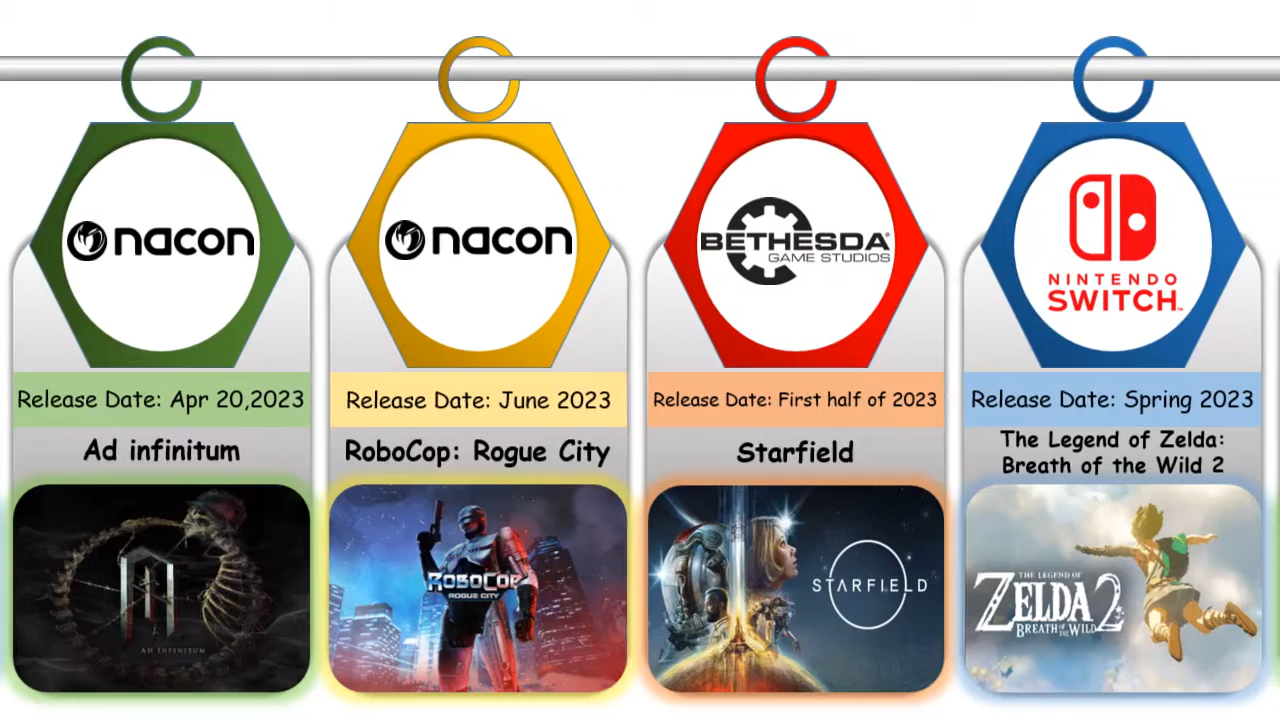 nacon
Release Date: Apr 20,2023
Ad infinitum
AD INFINITUM
nacon
Release Date: June 2023
RoboCop: Rogue City
ROBOCOP
ROGUE CITY
BETHESDA
GAME STUDIOS
Release Date: First half of 2023
Starfield
STARFIELD
NINTENDO
SWITCH™
Release Date: Spring 2023
The Legend of Zelda:
Breath of the Wild 2
THE LEGEND OF
ZELDA 2
BREATH OF THE WILD